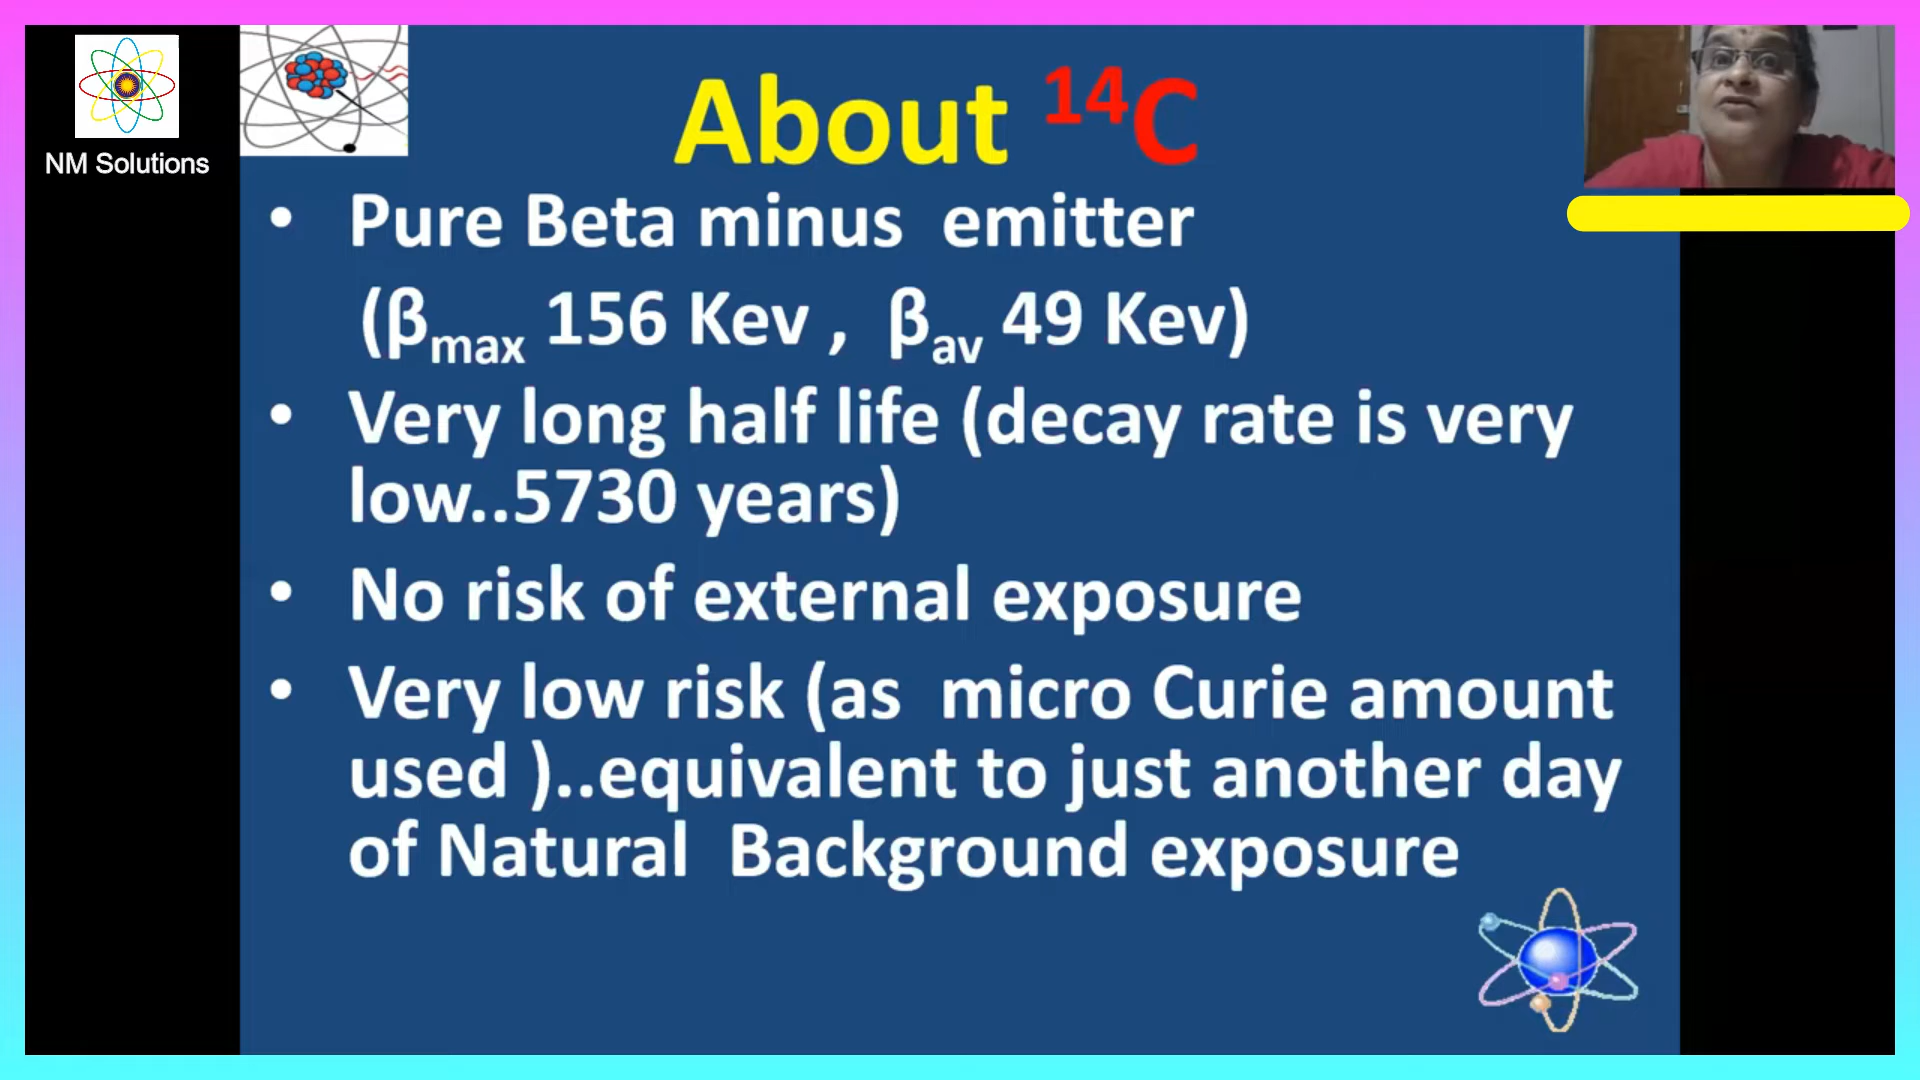 NM Solutions
About ¹⁴C
• Pure Beta minus emitter
(βmax 156 Kev , βav 49 Kev)
• Very long half life (decay rate is very
low..5730 years)
• No risk of external exposure
• Very low risk (as micro Curie amount
used )..equivalent to just another day
of Natural Background exposure